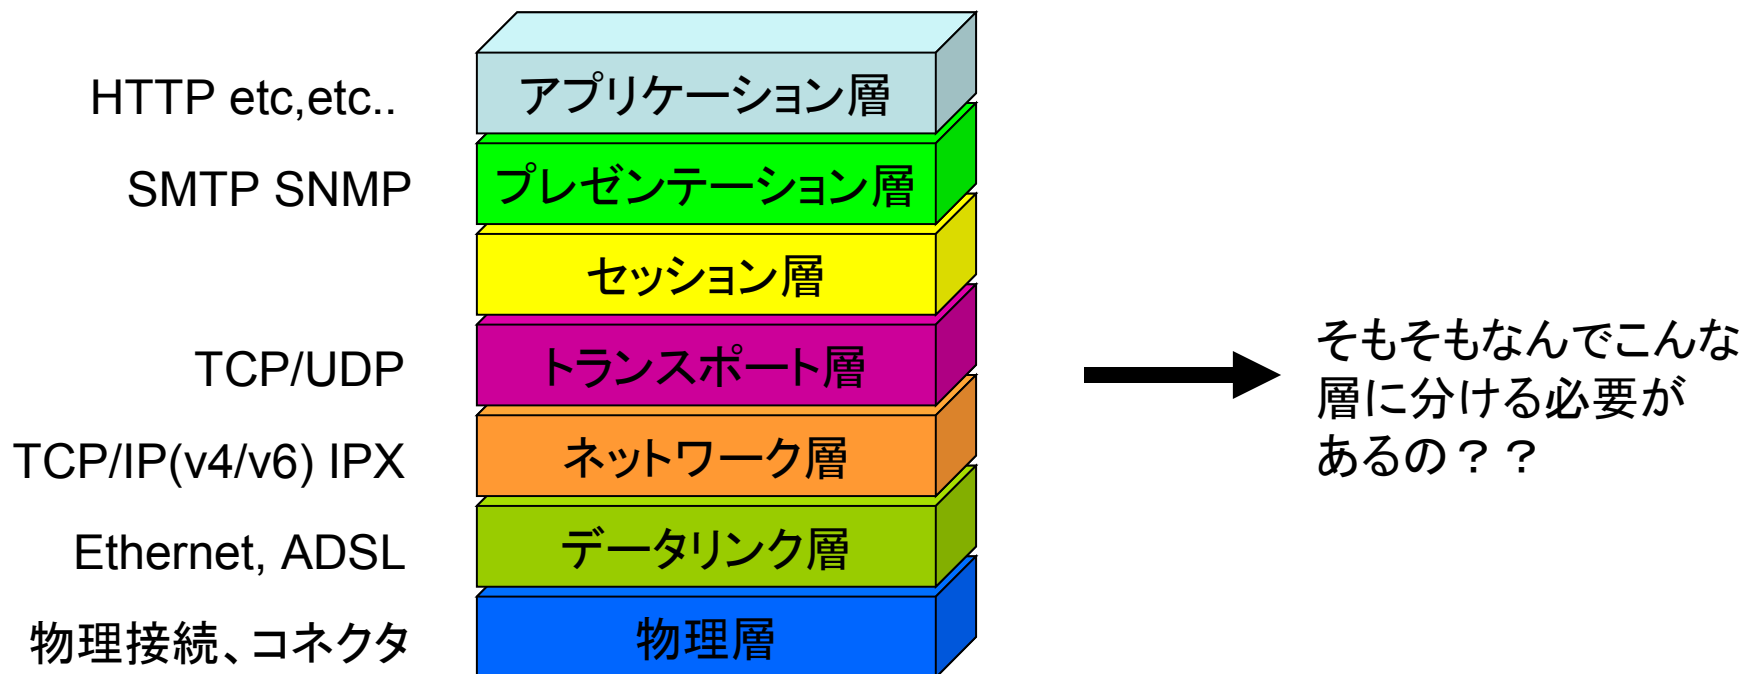 HTTP etc,etc..
アプリケーション層
SMTP SNMP
プレゼンテーション層
セッション層
TCP/UDP
トランスポート層
TCP/IP(v4/v6) IPX
ネットワーク層
Ethernet, ADSL
データリンク層
物理接続、コネクタ
物理層
そもそもなんでこんな
層に分ける必要が
あるの？？